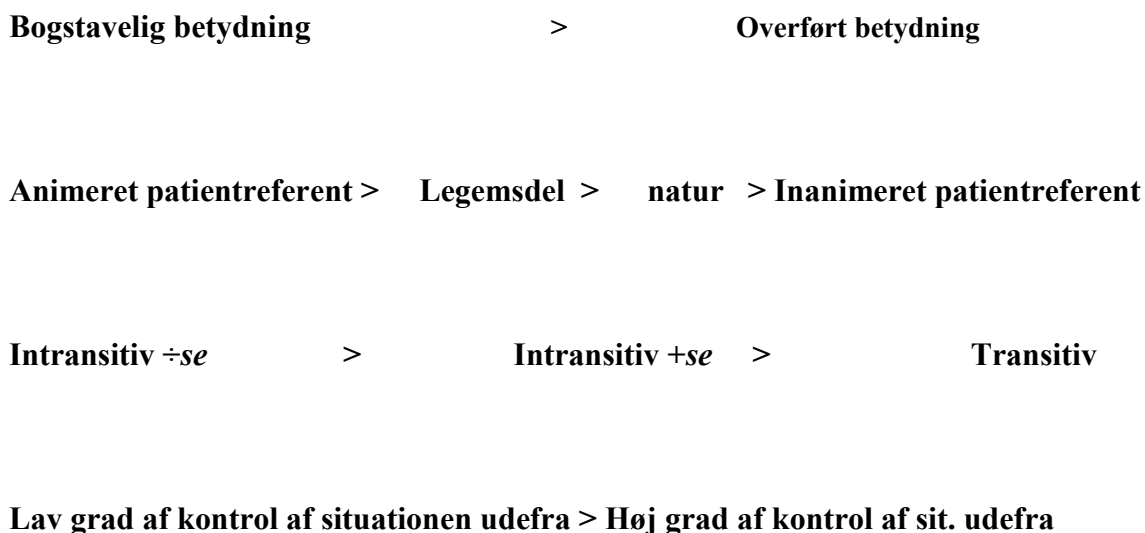 Bogstavelig betydning > Overført betydning
Animeret patientreferent > Legemsdel > natur > Inanimeret patientreferent
Intransitiv ÷se > Intransitiv +se > Transitiv
Lav grad af kontrol af situationen udefra > Høj grad af kontrol af sit. udefra